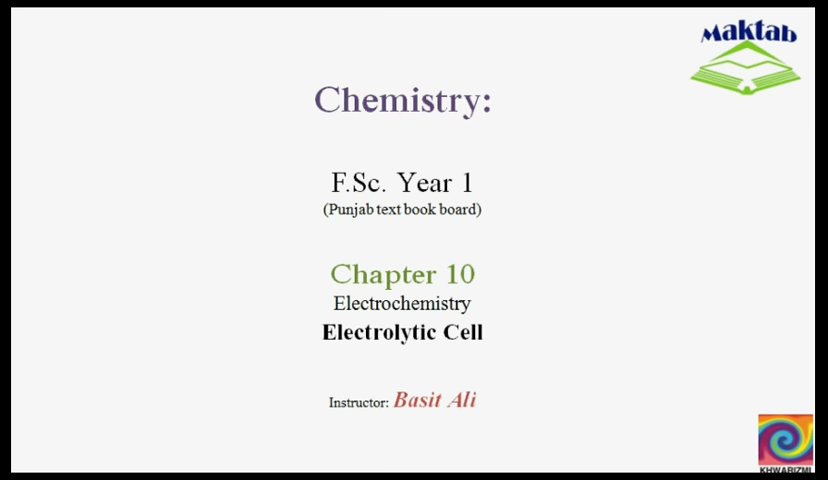 Maktab
Chemistry:
F.Sc. Year 1
(Punjab text book board)
Chapter 10
Electrochemistry
Electrolytic Cell
Instructor: Basit Ali
KHWARIZMI